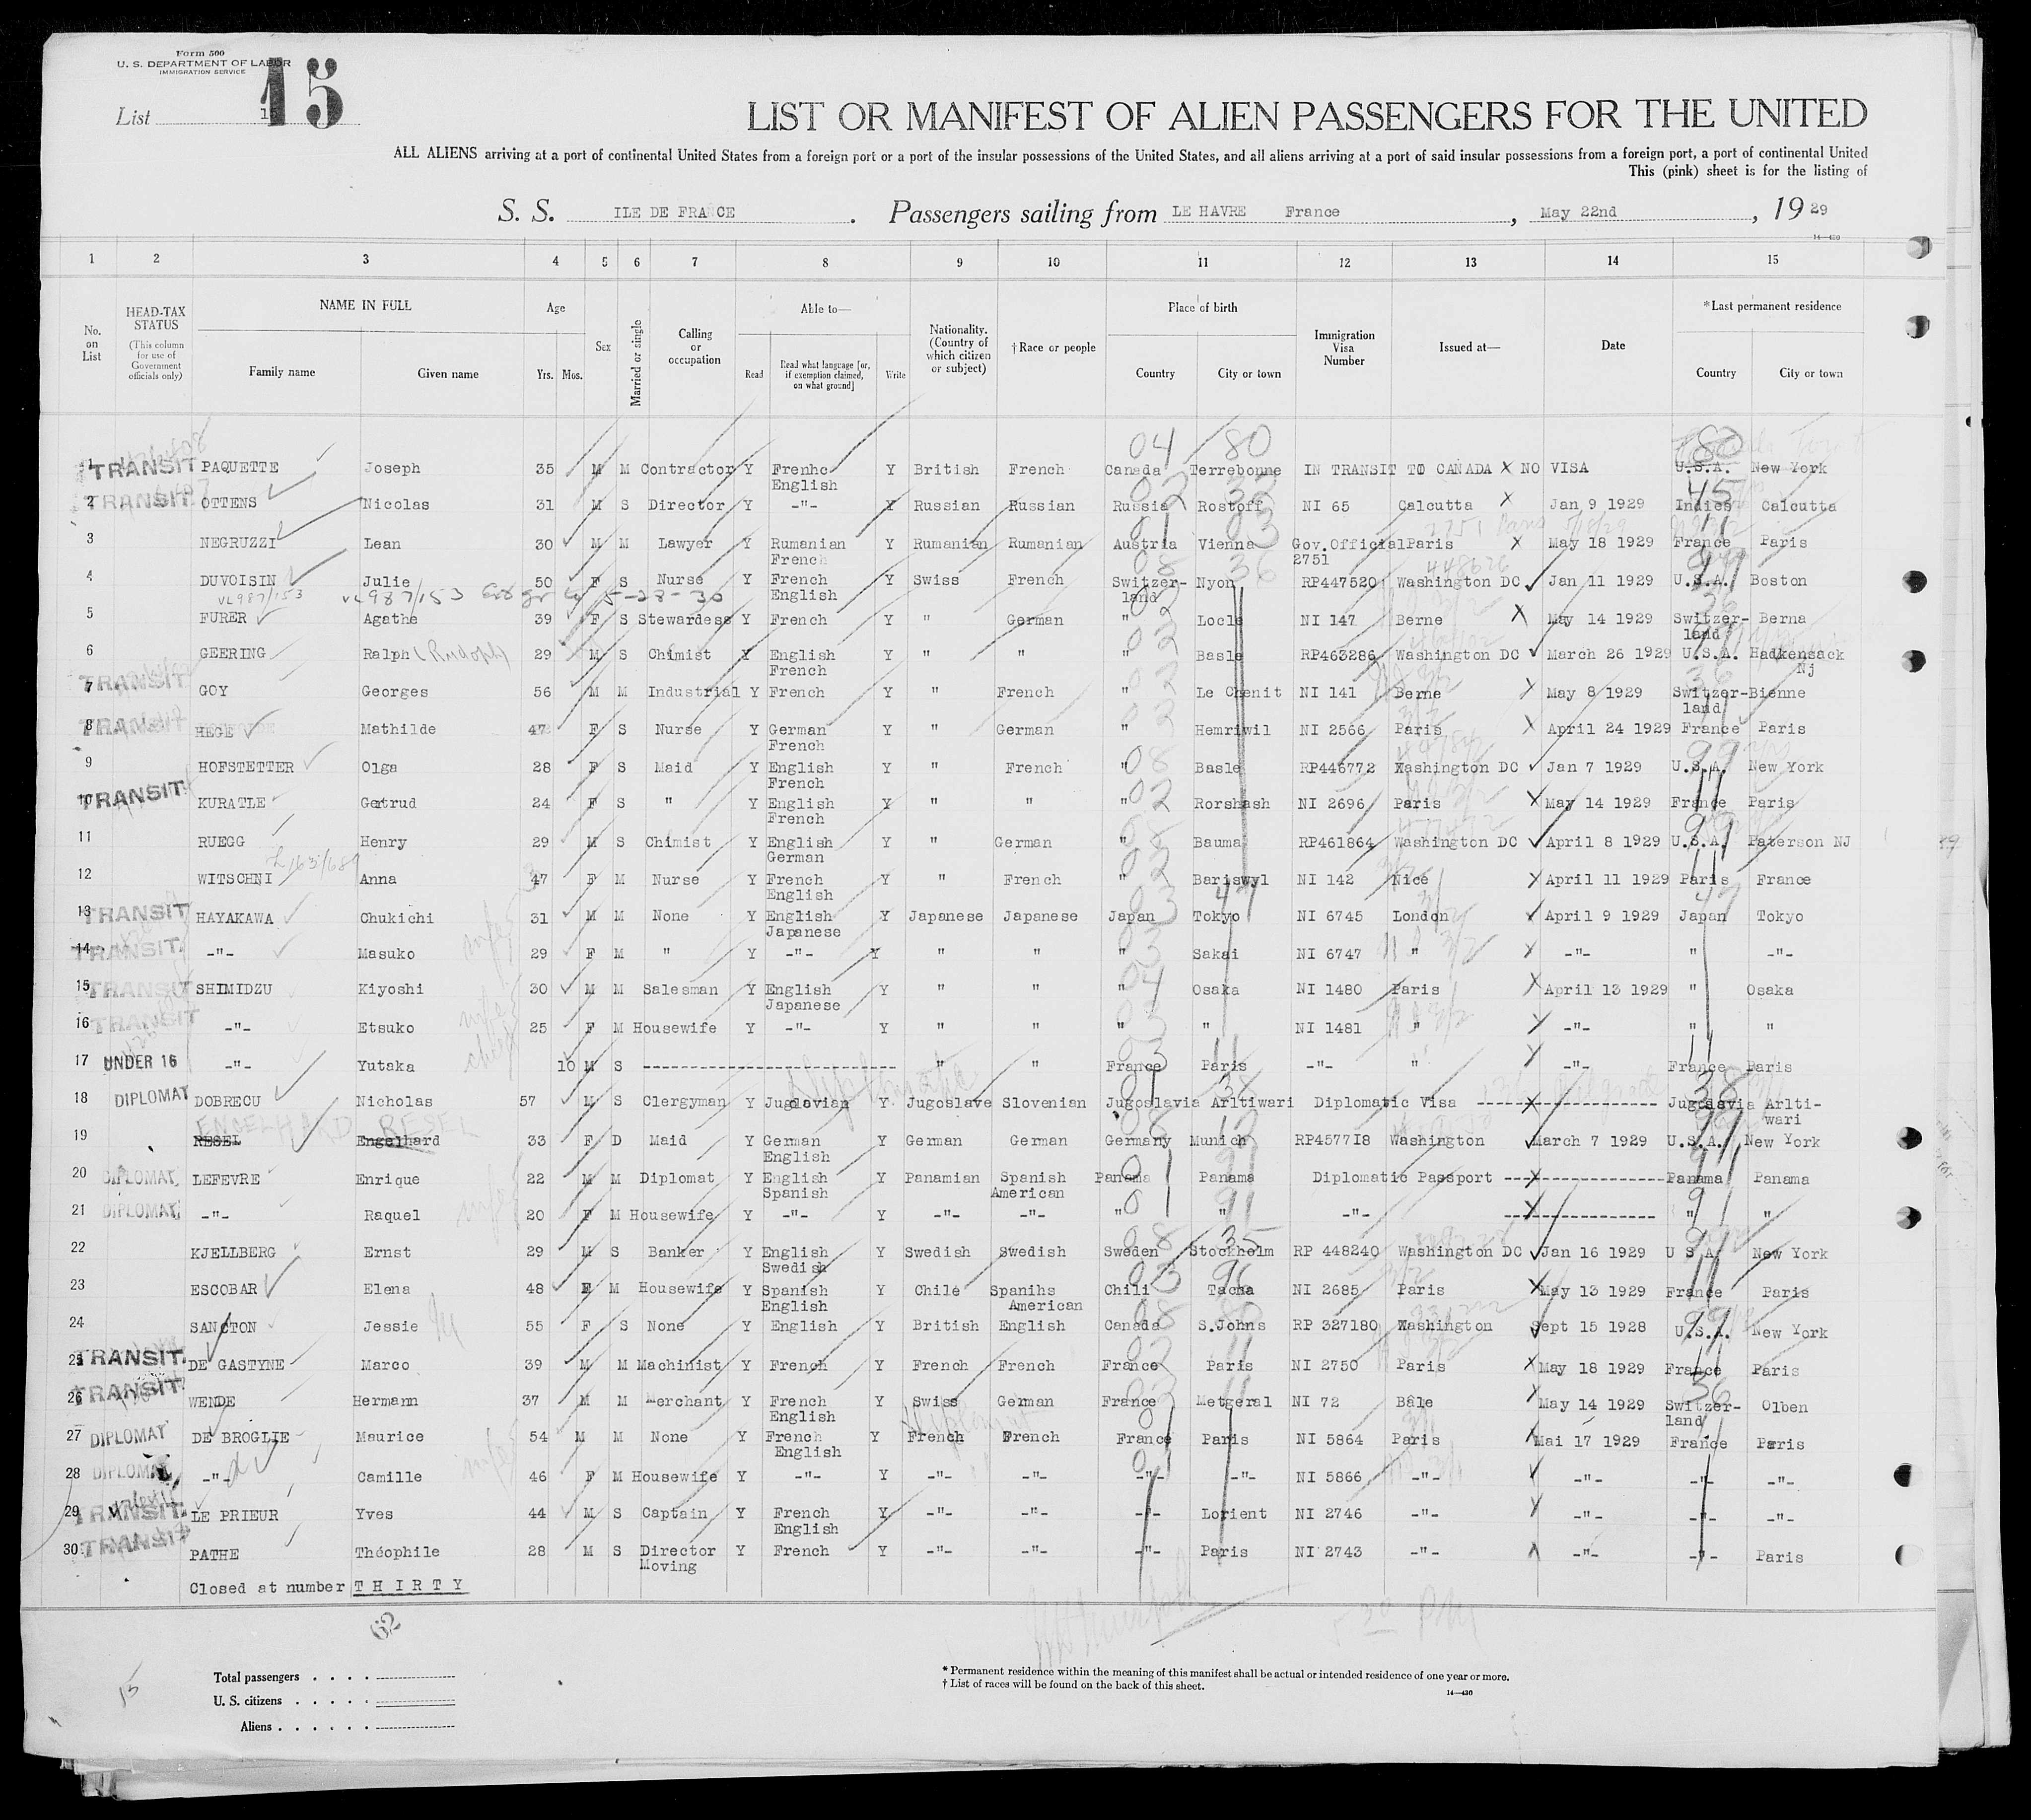 Form 500
U. S. DEPARTMENT OF LABOR
IMMIGRATION SERVICE
15
List 15
LIST OR MANIFEST OF ALIEN PASSENGERS FOR THE UNITED
ALL ALIENS arriving at a port of continental United States from a foreign port or a port of the insular possessions of the United States, and all aliens arriving at a port of said insular possessions from a foreign port, a port of continental United
This (pink) sheet is for the listing of
S. S. ILE DE FRANCE. Passengers sailing from LE HAVRE France, May 22nd, 1929
14—430
1 2 3 4 5 6 7 8 9 10 11 12 13 14 15
No. on List
HEAD-TAX STATUS (This column for use of Government officials only)
NAME IN FULL
Family name Given name
Age
Yrs. Mos.
Sex
Married or single
Calling or occupation
Able to—
Read Read what language [or, if exemption claimed, on what ground] Write
Nationality. (Country of which citizen or subject)
†Race or people
Place of birth
Country City or town
Immigration Visa Number
Issued at—
Date
*Last permanent residence
Country City or town
04 80 80
1 TRANSIT PAQUETTE Joseph 35 M M Contractor Y Frenhc Y British French Canada Terrebonne IN TRANSIT TO CANADA X NO VISA U.S.A. New York
English
2 TRANSIT OTTENS Nicolas 31 M S Director Y -"- Y Russian Russian Russia Rostoff NI 65 Calcutta X Jan 9 1929 Indies Calcutta
3 NEGRUZZI Lean 30 M M Lawyer Y Rumanian Y Rumanian Rumanian Austria Vienna Gov.Official Paris X May 18 1929 France Paris
French 2751
4 DUVOISIN Julie 50 F S Nurse Y French Y Swiss French Switzer- Nyon RP447520 Washington DC Jan 11 1929 U.S.A. Boston
English land
VL987/153 VL987/153 5-28-30
5 FURER Agathe 39 F S Stewardess Y French Y " German " Locle NI 147 Berne X May 14 1929 Switzer- Berna
land
6 GEERING Ralph (Rudoph) 29 M S Chimist Y English Y " " " Basle RP463286 Washington DC March 26 1929 U.S.A. Hadkensack
French Nj
7 TRANSIT GOY Georges 56 M M Industrial Y French Y " French " Le Chenit NI 141 Berne May 8 1929 Switzer- Bienne
land
8 TRANSIT HEGE Mathilde 47 F S Nurse Y German Y " German " Hemriwil NI 2566 Paris X April 24 1929 France Paris
French
9 HOFSTETTER Olga 28 F S Maid Y English Y " French " Basle RP446772 Washington DC Jan 7 1929 U.S.A. New York
French
10 TRANSIT KURATLE Getrud 24 F S " Y English Y " " " Rorshash NI 2696 Paris X May 14 1929 France Paris
French
11 RUEGG Henry 29 M S Chimist Y English Y " German " Bauma RP461864 Washington DC April 8 1929 U.S.A. Paterson NJ
German
12 WITSCHNI Anna 47 F M Nurse Y French Y " French " Bariswyl NI 142 Nice X April 11 1929 Paris France
English
13 TRANSIT HAYAKAWA Chukichi 31 M M None Y English Y Japanese Japanese Japan Tokyo NI 6745 London April 9 1929 Japan Tokyo
Japanese
14 TRANSIT -"- Masuko 29 F M " Y -"- Y " " " Sakai NI 6747 " X -"- " -"-
15 TRANSIT SHIMIDZU Kiyoshi 30 M M Salesman Y English Y " " " Osaka NI 1480 Paris X April 13 1929 " Osaka
Japanese
16 TRANSIT -"- Etsuko 25 F M Housewife Y -"- Y " " " " NI 1481 " -"- " "
17 UNDER 16 -"- Yutaka 10 M S ---------------- " " France Paris -"- " -"- France Paris
18 DIPLOMAT DOBRECU Nicholas 57 M S Clergyman Y Jugolovian Y Jugoslave Slovenian Jugoslavia Arltiwari Diplomatic Visa ---------------- Jugoslavia Arlti-
wari
ENGELHARD RESEL
19 RESEL Engelhard 33 F D Maid Y German Y German German Germany Munich RP457718 Washington March 7 1929 U.S.A. New York
English
20 DIPLOMAT LEFEVRE Enrique 22 M M Diplomat Y English Y Panamian Spanish Panama Panama Diplomatic Passport ---------------- Panama Panama
Spanish American
21 DIPLOMAT -"- Raquel 20 F M Housewife Y -"- Y -"- -"- " " -"- ---------------- " "
22 KJELLBERG Ernst 29 M S Banker Y English Y Swedish Swedish Sweden Stockholm RP 448240 Washington DC Jan 16 1929 U S A New York
Swedish
23 ESCOBAR Elena 48 F M Housewife Y Spanish Y Chile Spanihs Chili Tacna NI 2685 Paris X May 13 1929 France Paris
English American
24 SANCTON Jessie 55 F S None Y English Y British English Canada S.Johns RP 327180 Washington Sept 15 1928 U.S.A. New York
25 TRANSIT. DE GASTYNE Marco 39 M M Machinist Y French Y French French France Paris NI 2750 Paris X May 18 1929 France Paris
26 TRANSIT WENDE Hermann 37 M M Merchant Y French Y Swiss German France Metgeral NI 72 Bâle May 14 1929 Switzer- Olben
English land
27 DIPLOMAT DE BROGLIE Maurice 54 M M None Y French Y French French France Paris NI 5864 Paris Mai 17 1929 France Paris
English
28 DIPLOMAT -"- Camille 46 F M Housewife Y -"- Y -"- -"- -"- -"- NI 5866 -"- -"- -"- -"-
29 TRANSIT. LE PRIEUR Yves 44 M S Captain Y French Y -"- -"- -"- Lorient NI 2746 -"- -"- -"- -"-
English
30 TRANSIT PATHE Théophile 28 M S Director Y French Y -"- -"- -"- Paris NI 2743 -"- -"- -"- Paris
Moving
Closed at number THIRTY
62
5 30 PM
15
Total passengers . . . .
U. S. citizens . . . . .
Aliens . . . . . .
* Permanent residence within the meaning of this manifest shall be actual or intended residence of one year or more.
† List of races will be found on the back of this sheet.
14—430